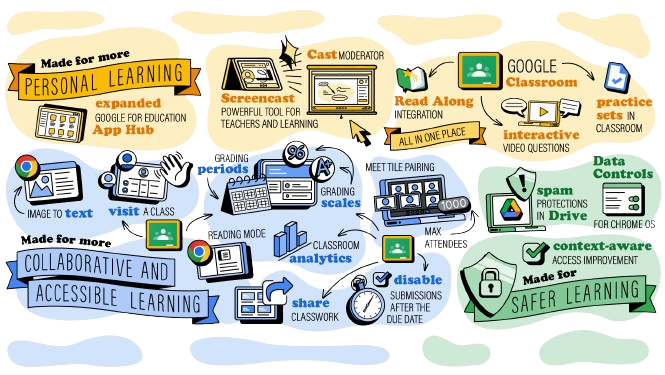 Made for more
PERSONAL LEARNING
expanded
GOOGLE FOR EDUCATION
App Hub
Screencast
POWERFUL TOOL FOR
TEACHERS AND LEARNING
Cast MODERATOR
GOOGLE
Classroom
Read Along
INTEGRATION
ALL IN ONE PLACE
interactive
VIDEO QUESTIONS
practice
sets IN
CLASSROOM
IMAGE TO text
visit A CLASS
GRADING
periods
%
A+
GRADING
scales
MEET TILE PAIRING
1000
MAX
ATTENDEES
spam
PROTECTIONS
IN Drive
Data
Controls
FOR CHROME OS
Made for more
COLLABORATIVE AND
ACCESSIBLE LEARNING
READING MODE
CLASSROOM
analytics
share
CLASSWORK
disable
SUBMISSIONS
AFTER THE
DUE DATE
context-aware
ACCESS IMPROVEMENT
Made for
SAFER LEARNING